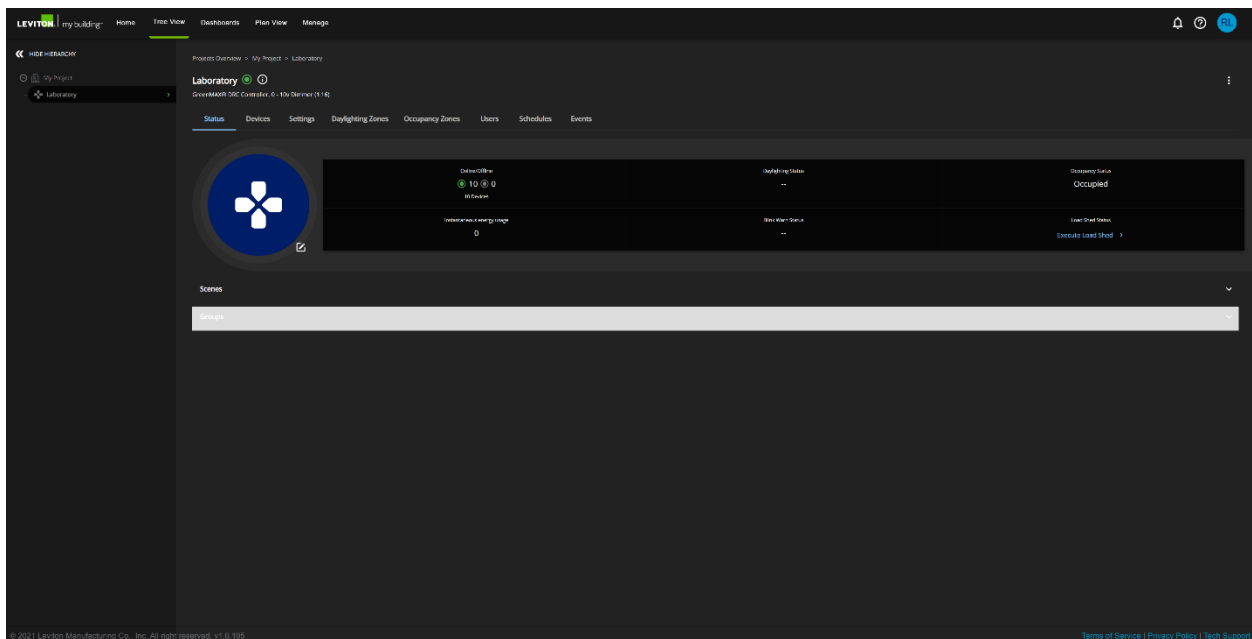 LEVITON. | my building™ Home Tree View Dashboards Plan View Manage RL
HIDE HIERARCHY
My Project
Laboratory
Projects Overview > My Project > Laboratory
Laboratory
GreenMAX® DRC Controller, 0 - 10v Dimmer (1:16)
Status Devices Settings Daylighting Zones Occupancy Zones Users Schedules Events
Online/Offline Daylighting Status Occupancy Status
10 0 -- Occupied
10 Devices
Instantaneous energy usage Blink Warn Status Load Shed Status
0 -- Execute Load Shed >
Scenes
Groups
© 2021 Leviton Manufacturing Co., Inc. All right reserved. v1.0.105 Terms of Service | Privacy Policy | Tech Support